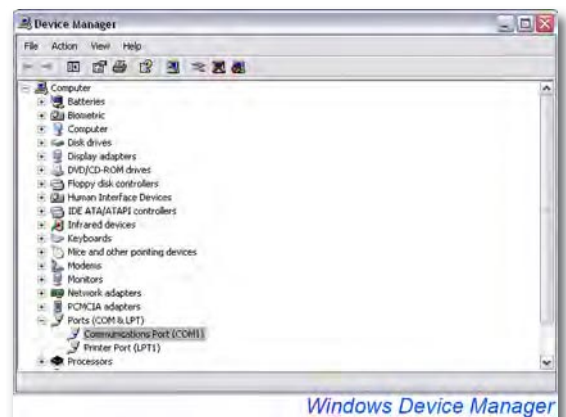 Device Manager
File Action View Help
Computer
Batteries
Biometric
Computer
Disk drives
Display adapters
DVD/CD-ROM drives
Floppy disk controllers
Human Interface Devices
IDE ATA/ATAPI controllers
Infrared devices
Keyboards
Mice and other pointing devices
Modems
Monitors
Network adapters
PCMCIA adapters
Ports (COM & LPT)
Communications Port (COM1)
Printer Port (LPT1)
Processors
Windows Device Manager